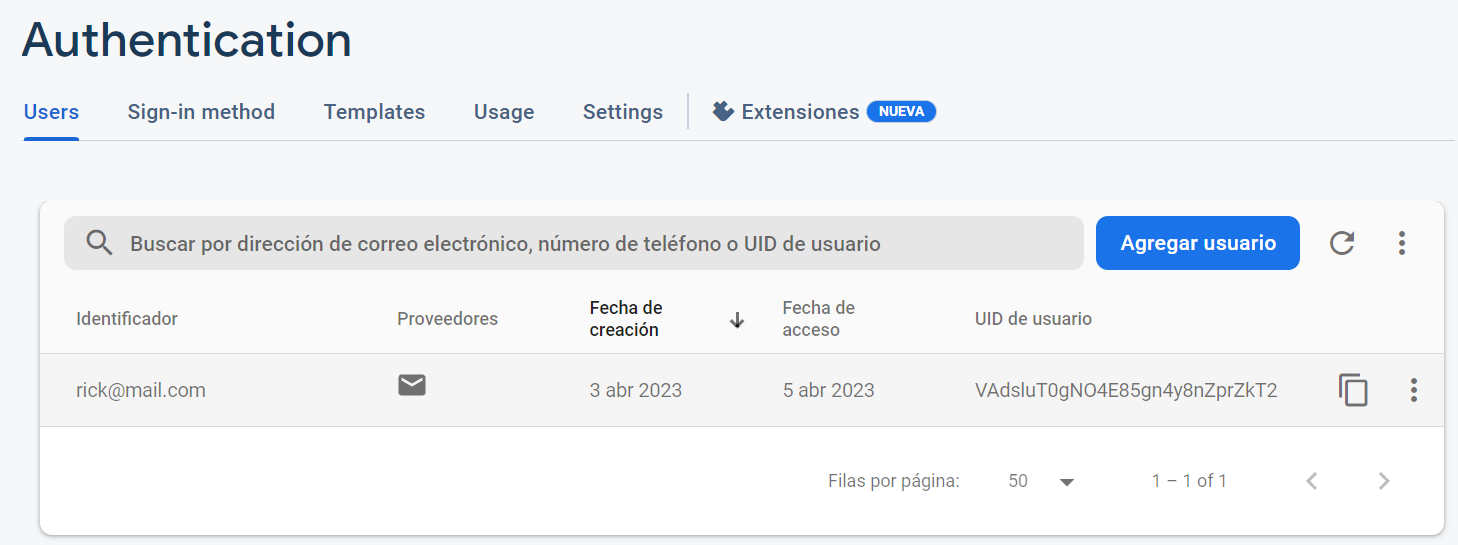 Authentication
Users Sign-in method Templates Usage Settings Extensiones NUEVA
Buscar por dirección de correo electrónico, número de teléfono o UID de usuario Agregar usuario
Identificador Proveedores Fecha de creación Fecha de acceso UID de usuario
rick@mail.com 3 abr 2023 5 abr 2023 VAdsluT0gNO4E85gn4y8nZprZkT2
Filas por página: 50 1 – 1 of 1